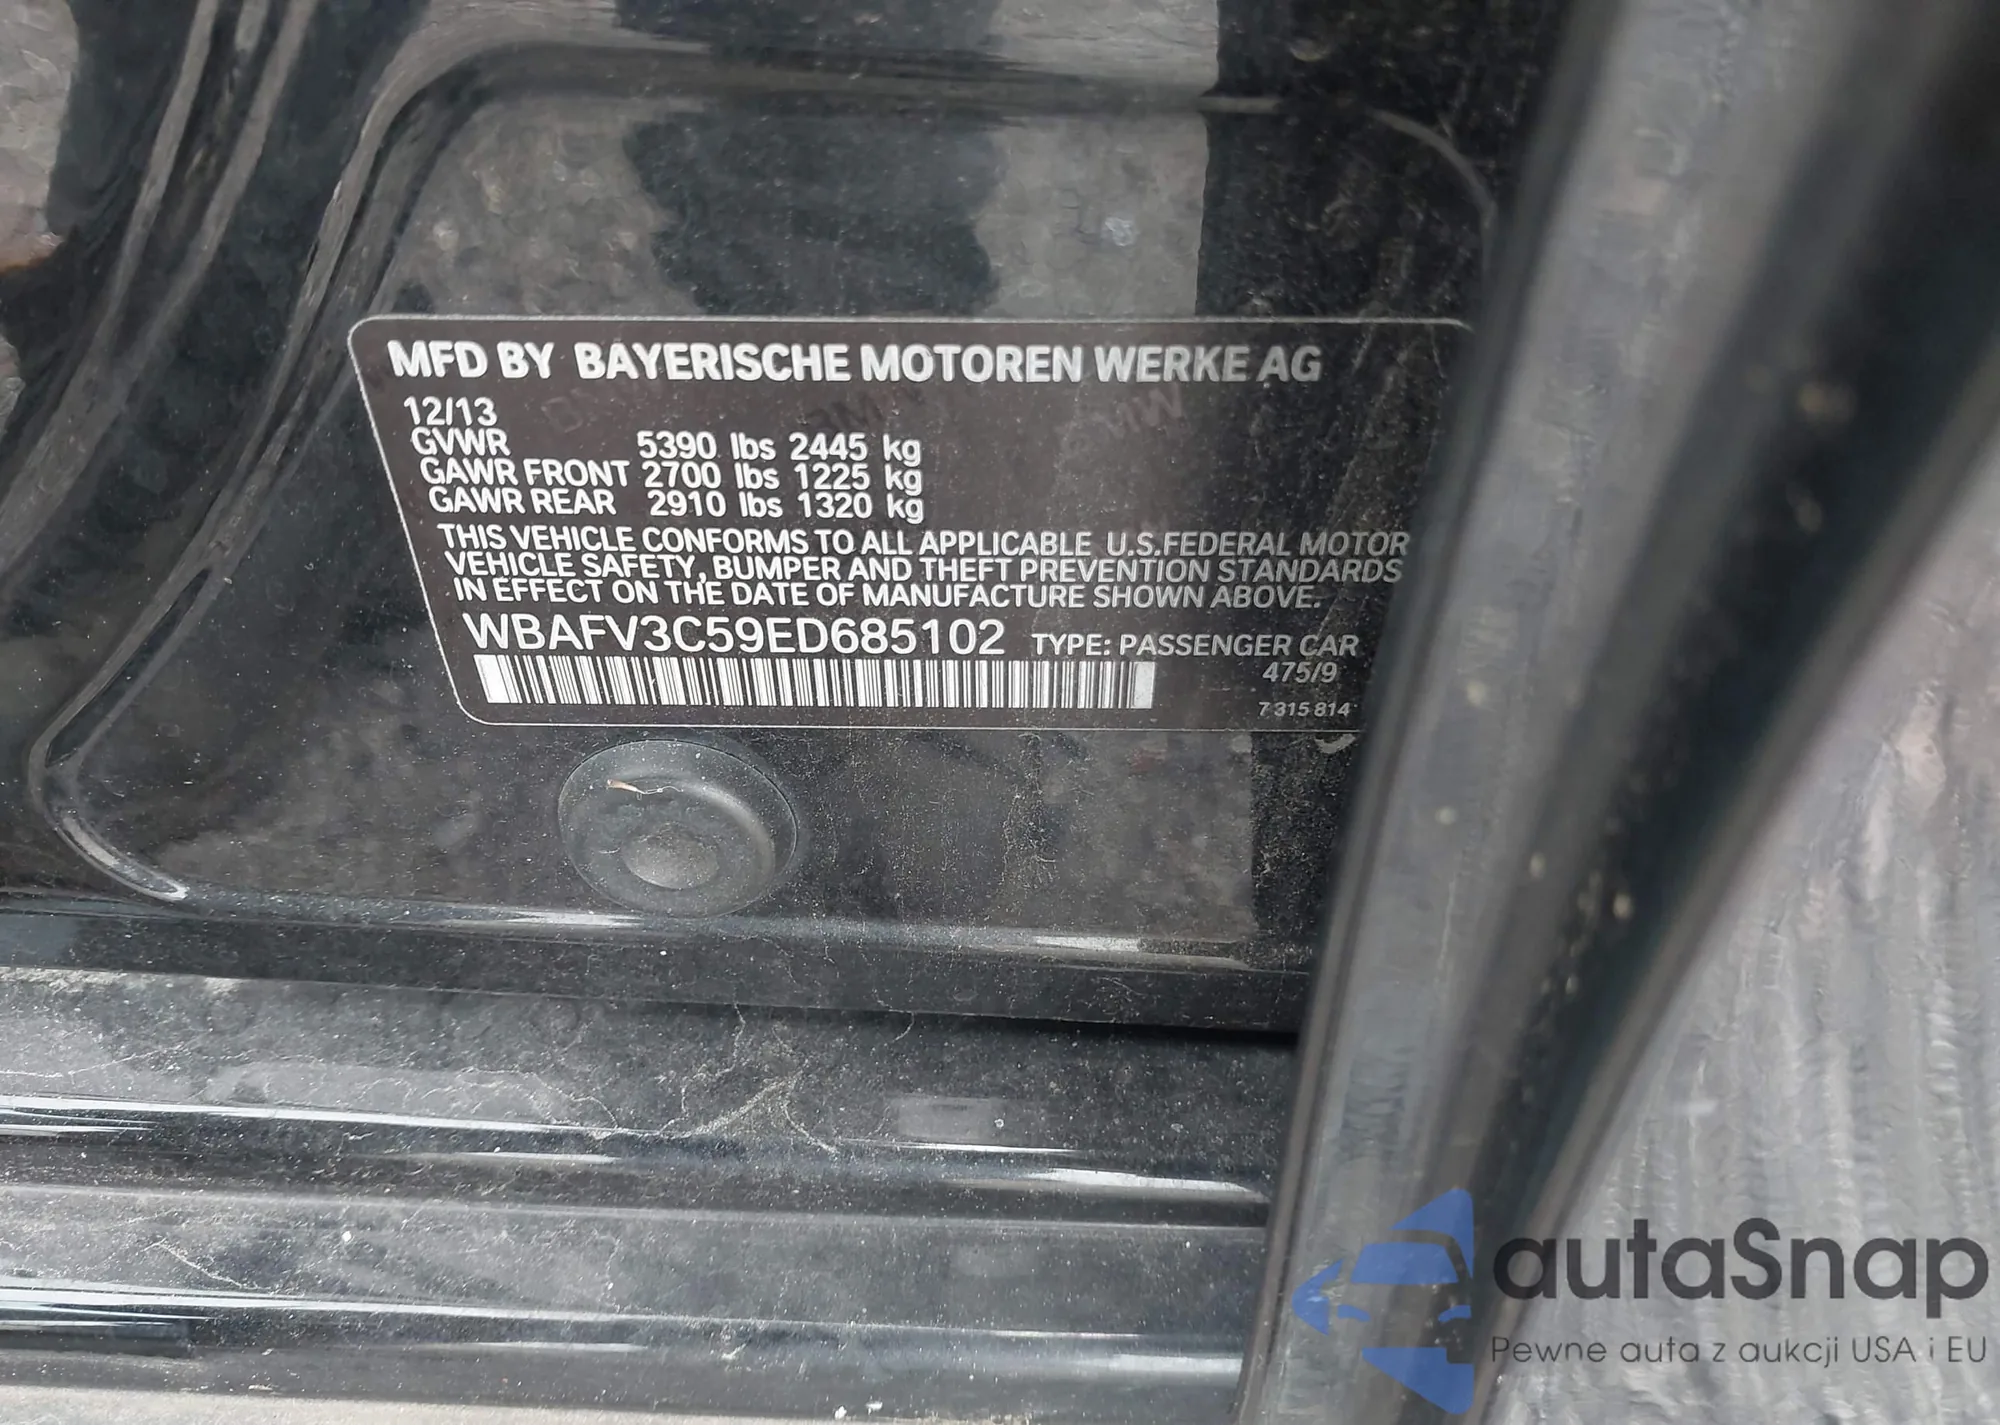 MFD BY BAYERISCHE MOTOREN WERKE AG
12/13
GVWR 5390 lbs 2445 kg
GAWR FRONT 2700 lbs 1225 kg
GAWR REAR 2910 lbs 1320 kg
THIS VEHICLE CONFORMS TO ALL APPLICABLE U.S.FEDERAL MOTOR
VEHICLE SAFETY, BUMPER AND THEFT PREVENTION STANDARDS
IN EFFECT ON THE DATE OF MANUFACTURE SHOWN ABOVE.
WBAFV3C59ED685102 TYPE: PASSENGER CAR
475/9
7 315 814
autaSnap
Pewne auta z aukcji USA i EU